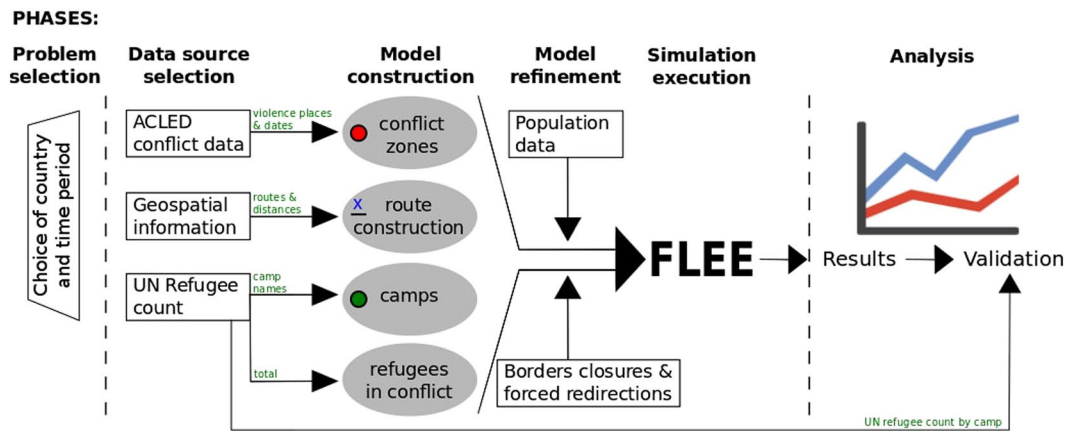 PHASES:
Problem
selection
Data source
selection
Model
construction
Model
refinement
Simulation
execution
Analysis
Choice of country
and time period
ACLED
conflict data
violence places
& dates
conflict
zones
Geospatial
information
routes &
distances
x
route
construction
UN Refugee
count
camp
names
camps
total
refugees
in conflict
Population
data
Borders closures &
forced redirections
FLEE
Results
Validation
UN refugee count by camp